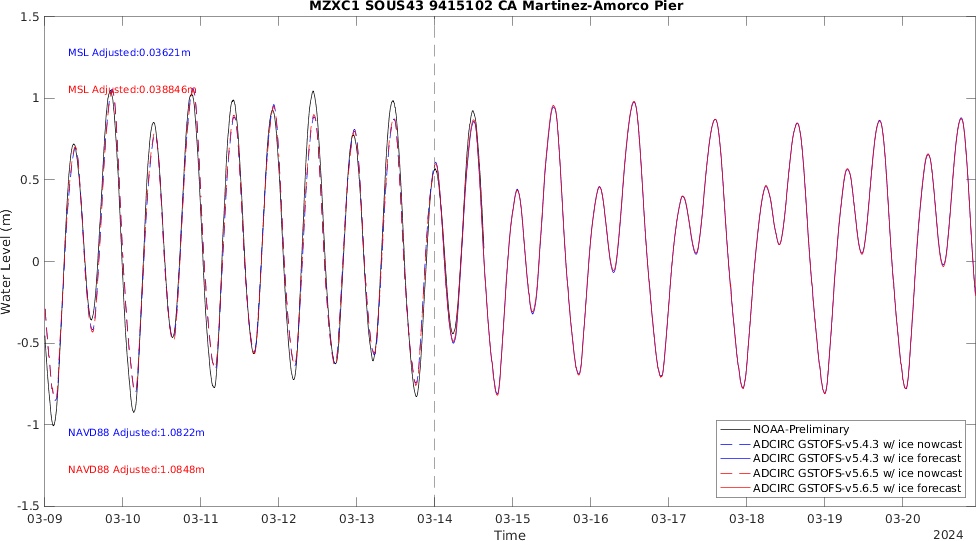 MZXC1 SOUS43 9415102 CA Martinez-Amorco Pier
1.5
1
0.5
0
-0.5
-1
-1.5
Water Level (m)
MSL Adjusted:0.03621m
MSL Adjusted:0.038846m
NAVD88 Adjusted:1.0822m
NAVD88 Adjusted:1.0848m
NOAA-Preliminary
ADCIRC GSTOFS-v5.4.3 w/ ice nowcast
ADCIRC GSTOFS-v5.4.3 w/ ice forecast
ADCIRC GSTOFS-v5.6.5 w/ ice nowcast
ADCIRC GSTOFS-v5.6.5 w/ ice forecast
03-09 03-10 03-11 03-12 03-13 03-14 03-15 03-16 03-17 03-18 03-19 03-20
Time
2024